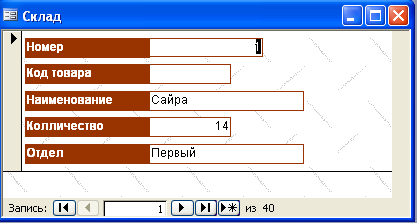 Склад
Номер 1
Код товара
Наименование Сайра
Колличество 14
Отдел Первый
Запись: 1 из 40